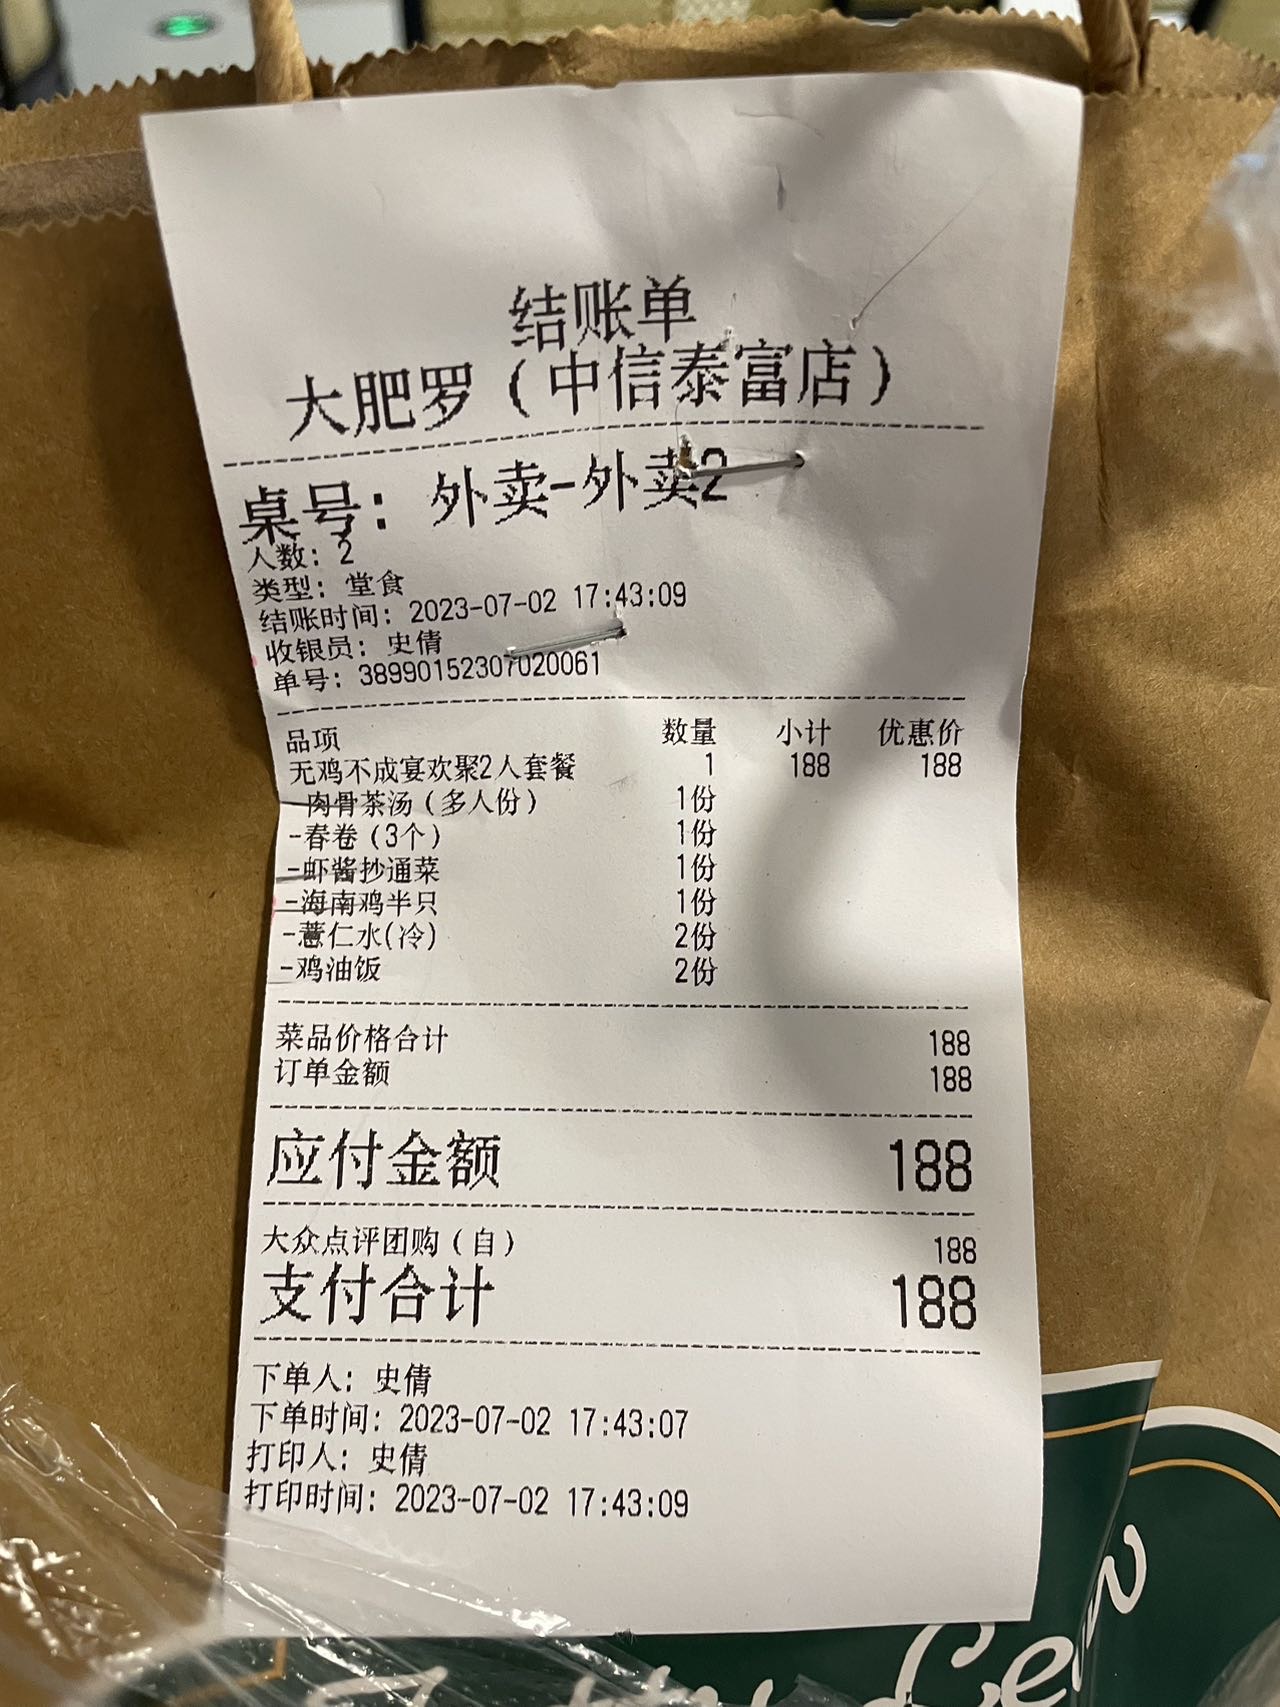 结账单
大肥罗（中信泰富店）
桌号：外卖-外卖2
人数：2
类型：堂食
结账时间：2023-07-02 17:43:09
收银员：史倩
单号：38990152307020061
品项 数量 小计 优惠价
无鸡不成宴欢聚2人套餐 1 188 188
-肉骨茶汤（多人份） 1份
-春卷（3个） 1份
-虾酱抄通菜 1份
-海南鸡半只 1份
-薏仁水(冷) 2份
-鸡油饭 2份
菜品价格合计 188
订单金额 188
应付金额 188
大众点评团购（自） 188
支付合计 188
下单人：史倩
下单时间：2023-07-02 17:43:07
打印人：史倩
打印时间：2023-07-02 17:43:09